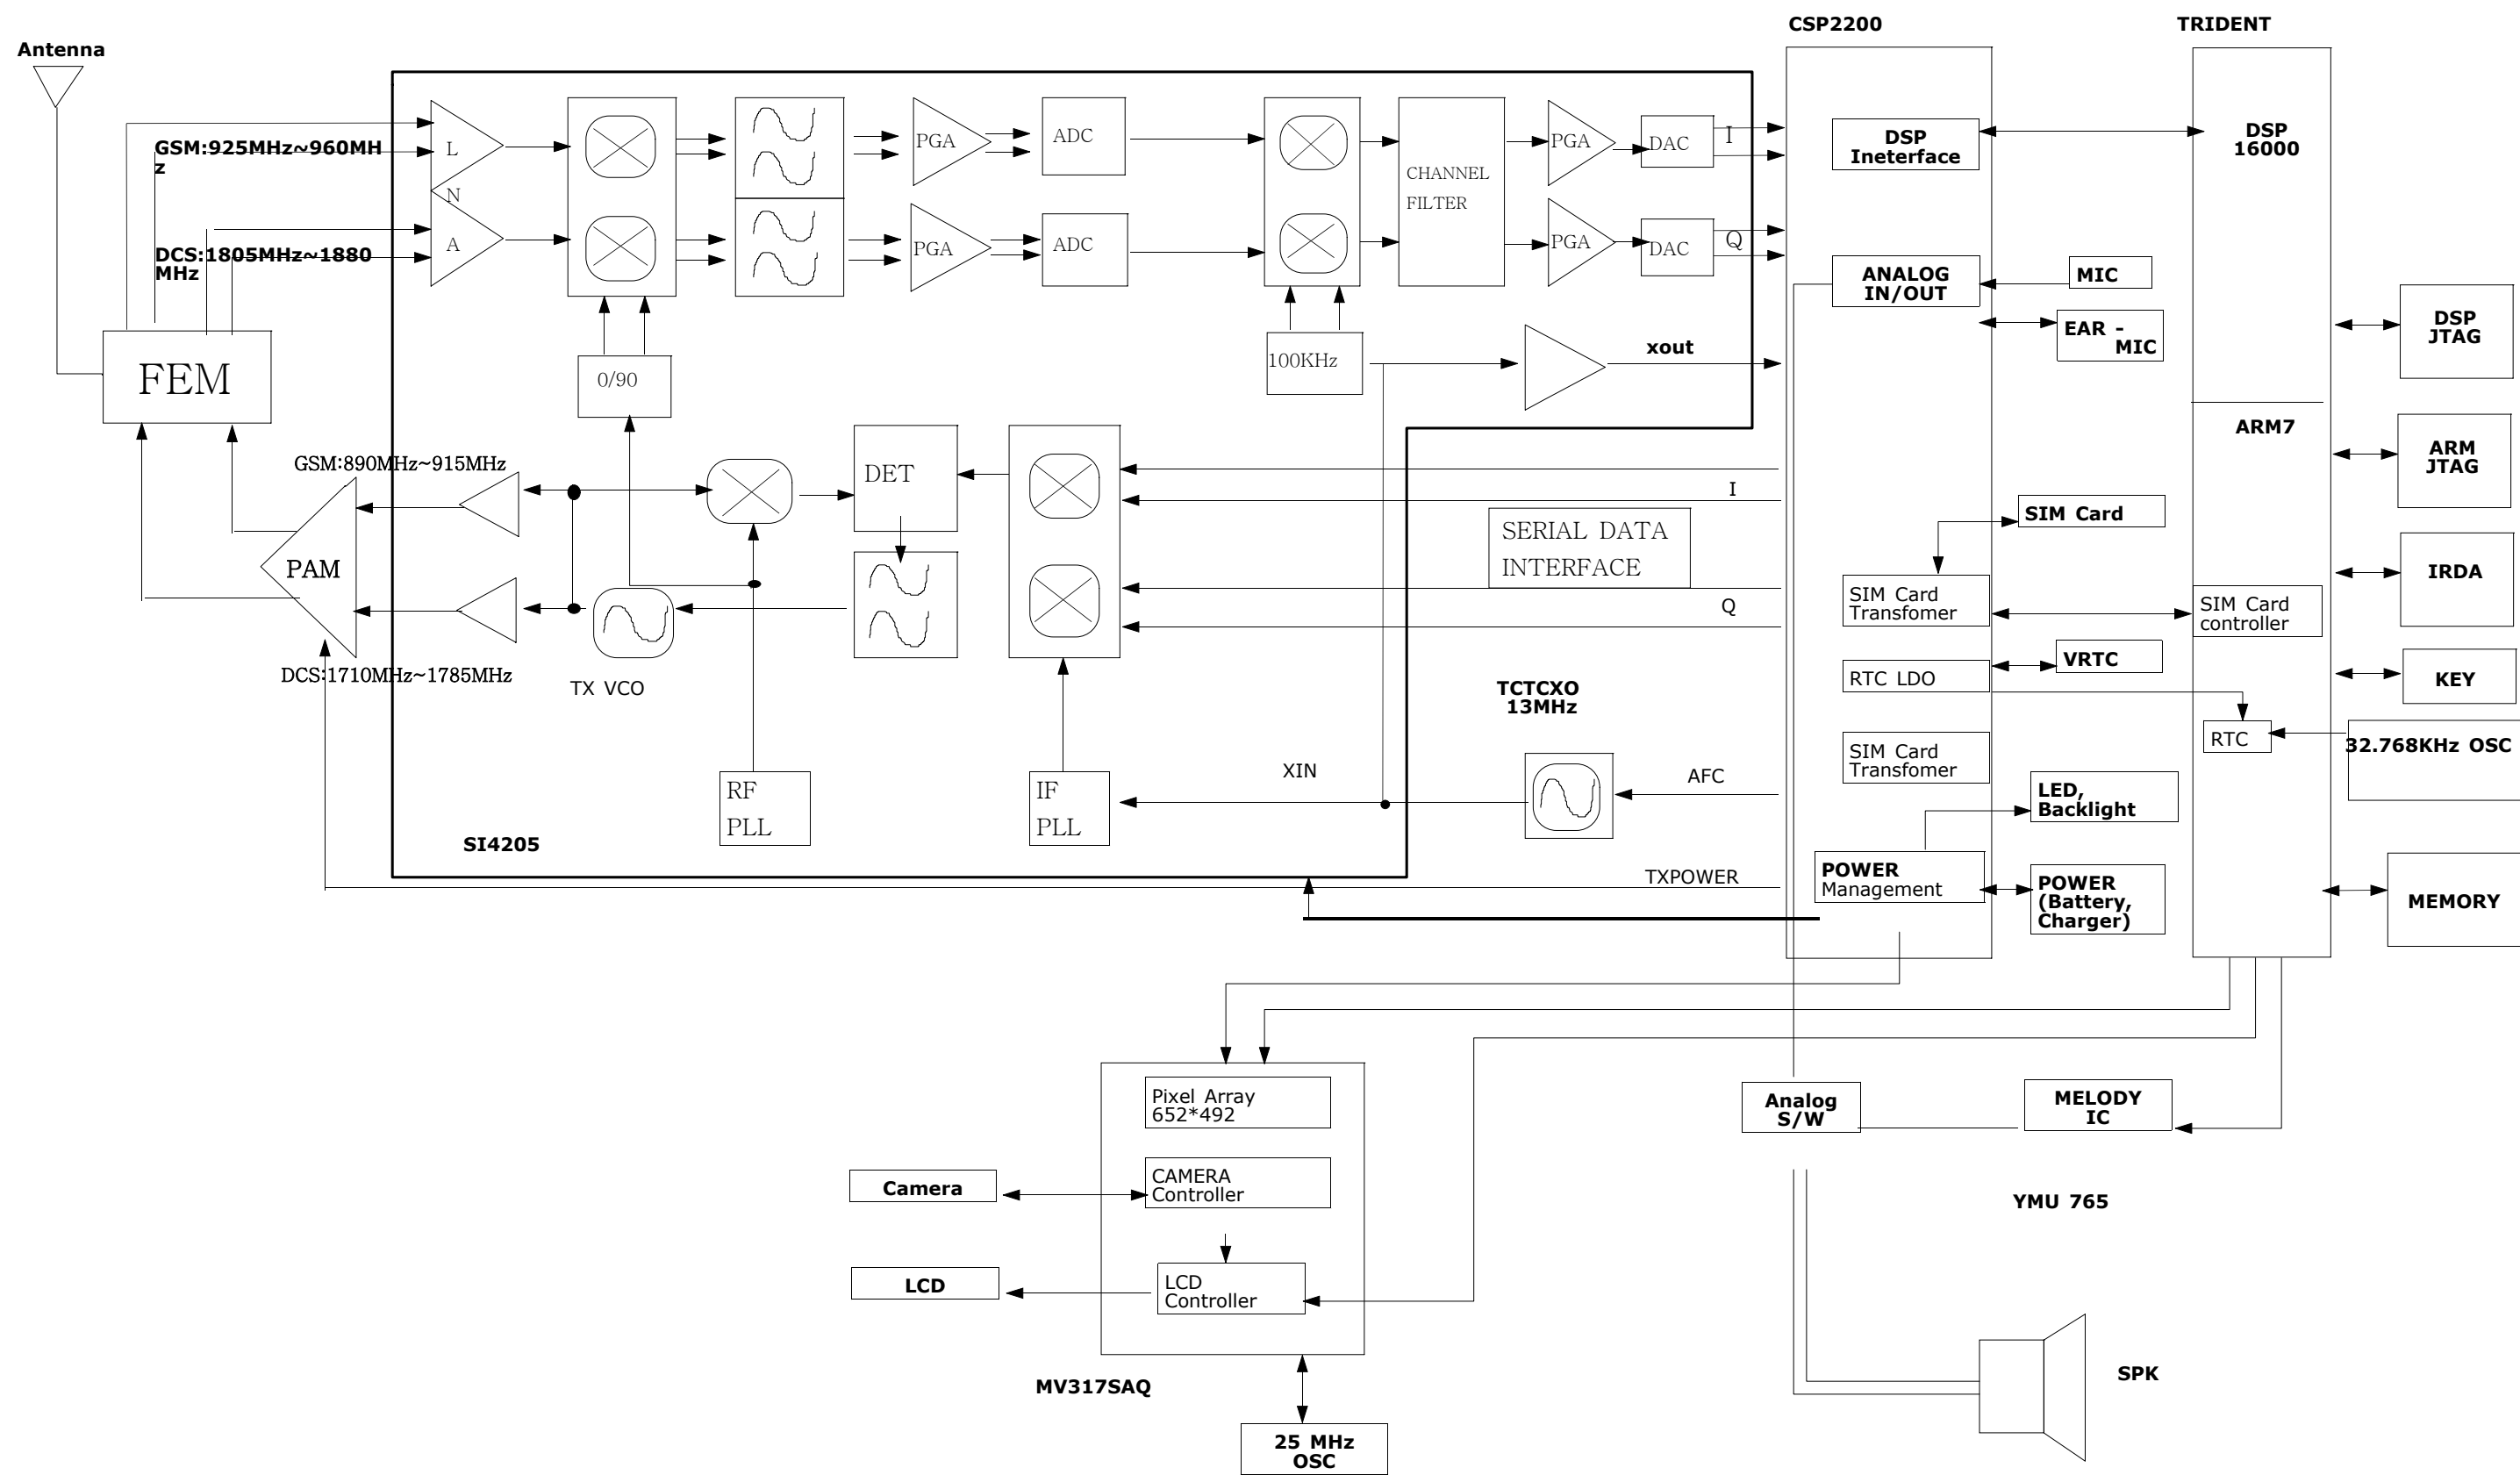 CSP2200
TRIDENT
Antenna
GSM:925MHz~960MH
z
L
N
A
DCS:1805MHz~1880
MHz
PGA
ADC
PGA
ADC
CHANNEL
FILTER
PGA
DAC
I
PGA
DAC
Q
DSP
Ineterface
DSP
16000
ANALOG
IN/OUT
MIC
EAR -
MIC
DSP
JTAG
FEM
0/90
100KHz
xout
ARM7
ARM
JTAG
GSM:890MHz~915MHz
DET
I
SERIAL DATA
INTERFACE
SIM Card
PAM
IRDA
SIM Card
Transfomer
SIM Card
controller
Q
DCS:1710MHz~1785MHz
TX VCO
TCTCXO
13MHz
RTC LDO
VRTC
KEY
RTC
32.768KHz OSC
SIM Card
Transfomer
XIN
AFC
RF
PLL
IF
PLL
LED,
Backlight
SI4205
TXPOWER
POWER
Management
POWER
(Battery,
Charger)
MEMORY
Pixel Array
652*492
Analog
S/W
MELODY
IC
CAMERA
Controller
Camera
YMU 765
LCD
LCD
Controller
MV317SAQ
SPK
25 MHz
OSC